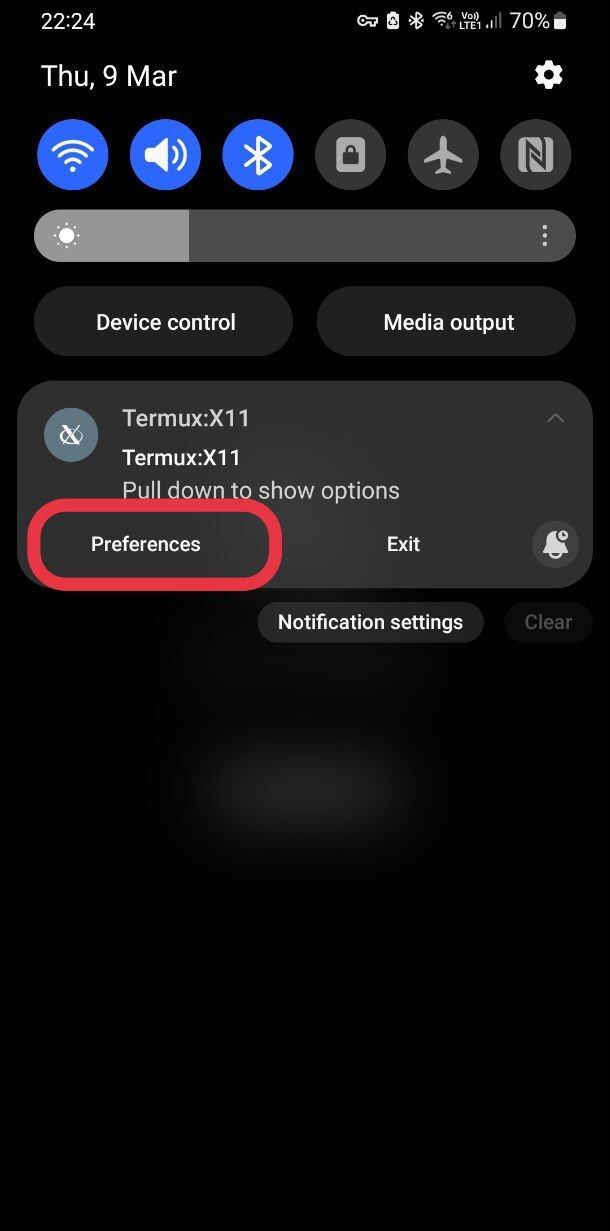 22:24
Vo)) LTE1 70%
Thu, 9 Mar
Device control
Media output
Termux:X11
Termux:X11
Pull down to show options
Preferences
Exit
Notification settings
Clear